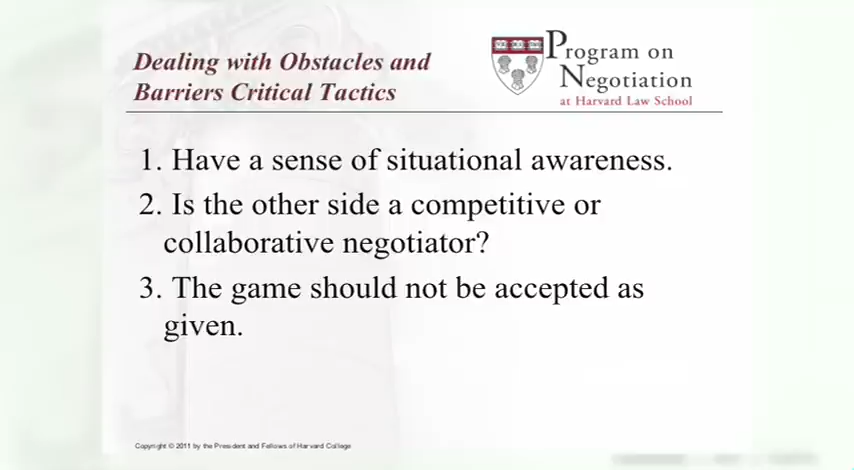 Dealing with Obstacles and
Barriers Critical Tactics
Program on
Negotiation
at Harvard Law School
1. Have a sense of situational awareness.
2. Is the other side a competitive or
collaborative negotiator?
3. The game should not be accepted as
given.
Copyright © 2011 by the President and Fellows of Harvard College